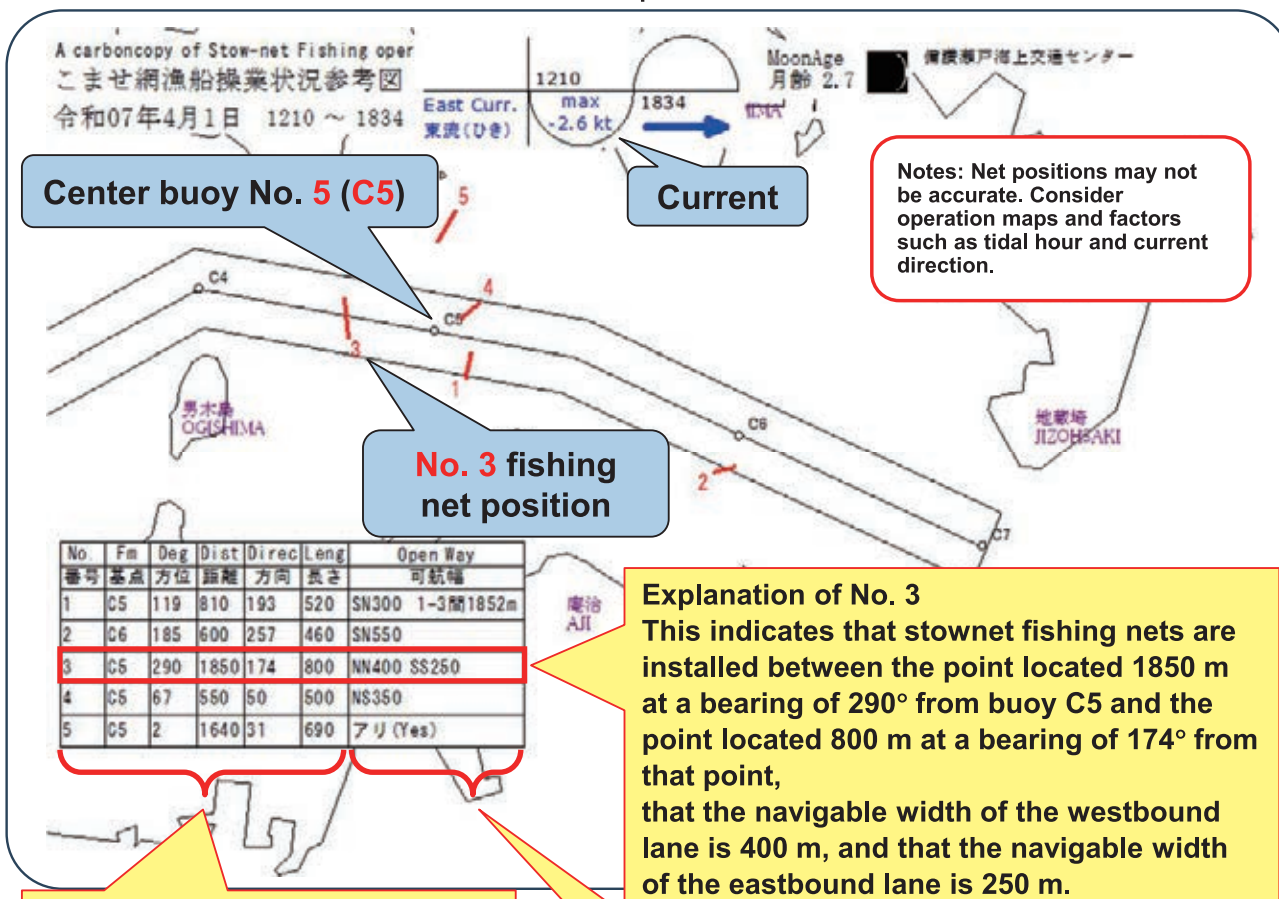 A carboncopy of Stow-net Fishing oper
こませ網漁船操業状況参考図
令和07年4月1日 1210 ～ 1834
East Curr.
東流(ひき)
1210
max
-2.6 kt
1834
MoonAge
月齢 2.7
備讃瀬戸海上交通センター
Center buoy No. 5 (C5)
Current
Notes: Net positions may not
be accurate. Consider
operation maps and factors
such as tidal hour and current
direction.
5
4
C4
C5
3
1
男木島
OGISHIMA
No. 3 fishing
net position
C6
2
地蔵埼
JIZOHSAKI
C7
No. Fm Deg Dist Direc Leng Open Way
番号 基点 方位 距離 方向 長さ 可航幅
1 C5 119 810 193 520 SN300 1-3間1852m
2 C6 185 600 257 460 SN550
3 C5 290 1850 174 800 NN400 SS250
4 C5 67 550 50 500 NS350
5 C5 2 1640 31 690 アリ(Yes)
庵治
AJI
Explanation of No. 3
This indicates that stownet fishing nets are
installed between the point located 1850 m
at a bearing of 290° from buoy C5 and the
point located 800 m at a bearing of 174° from
that point,
that the navigable width of the westbound
lane is 400 m, and that the navigable width
of the eastbound lane is 250 m.